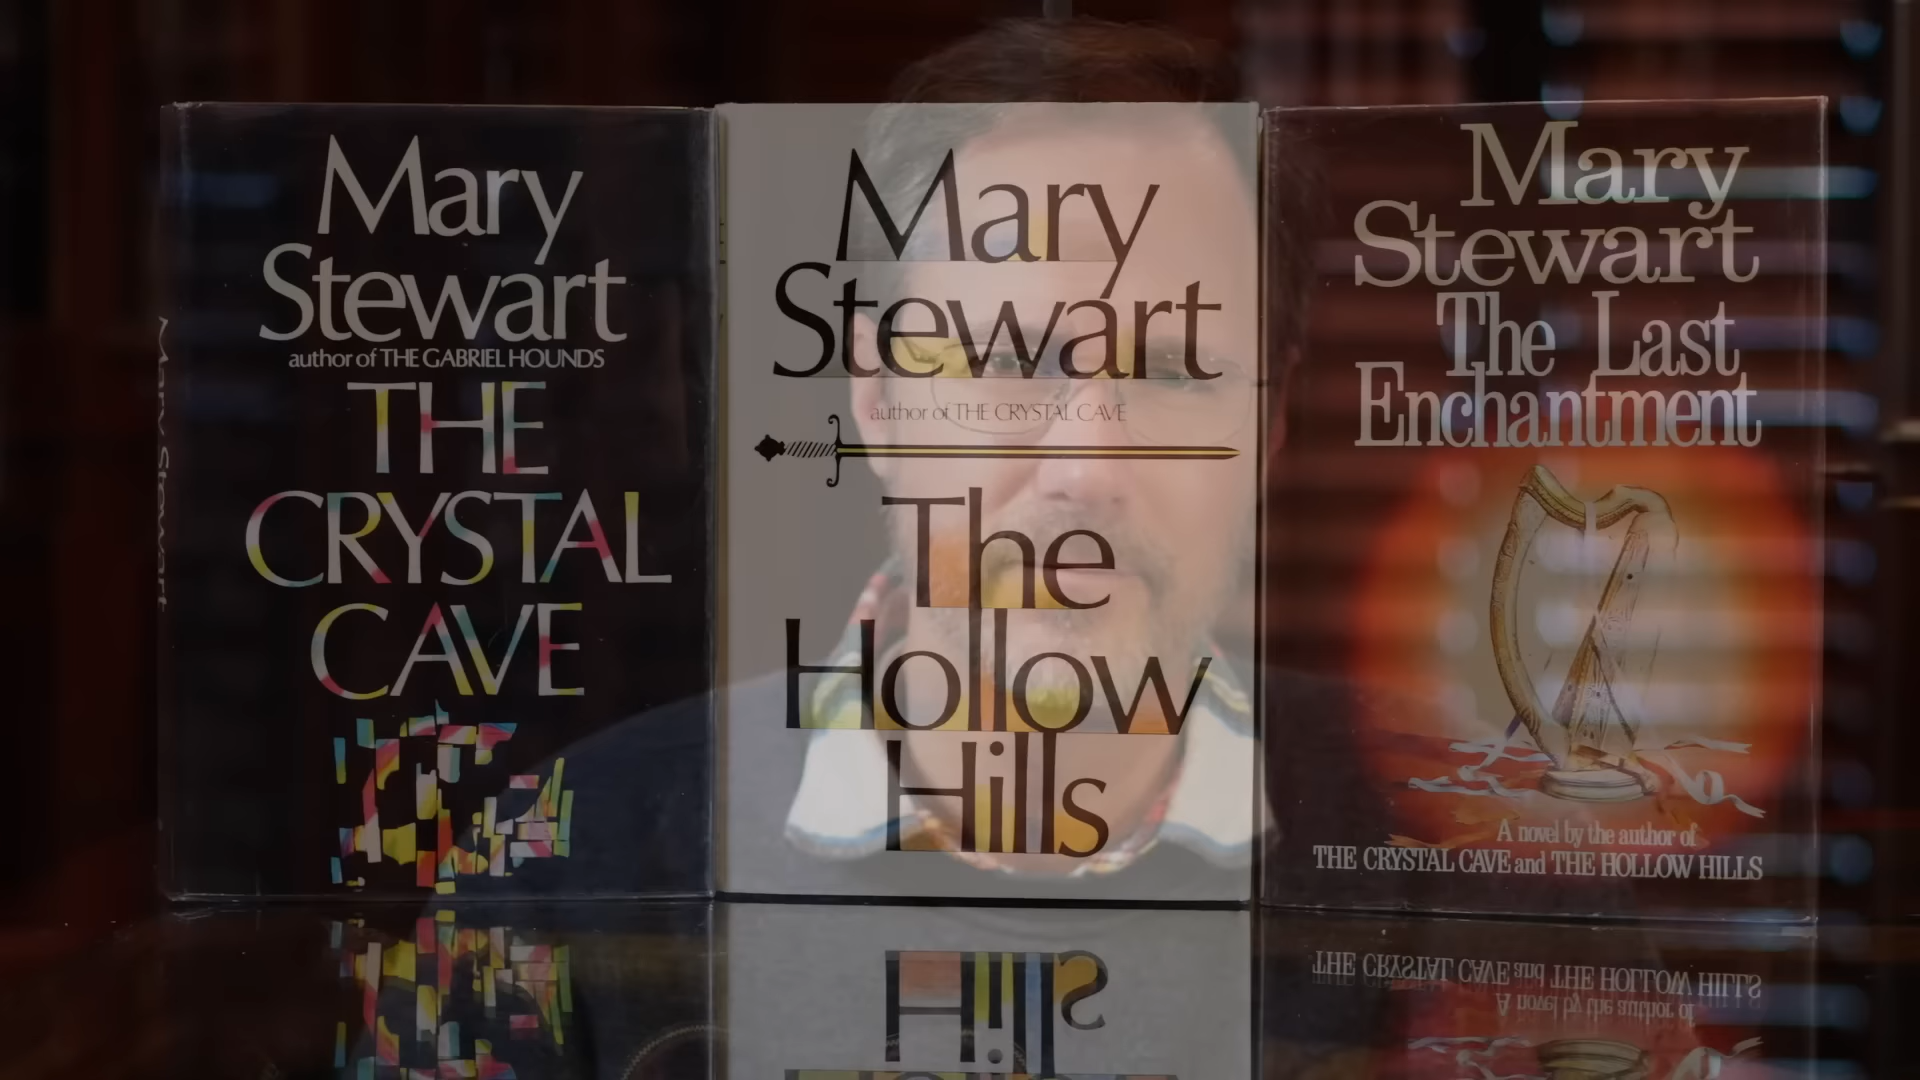 Mary
Stewart
author of THE GABRIEL HOUNDS
THE
CRYSTAL
CAVE
Mary Stewart
Mary
Stewart
author of THE CRYSTAL CAVE
The
Hollow
Hills
Mary
Stewart
The Last
Enchantment
A novel by the author of
THE CRYSTAL CAVE and THE HOLLOW HILLS